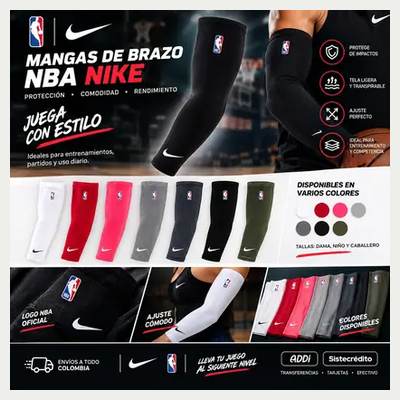 NBA
MANGAS DE BRAZO
NBA NIKE
PROTECCIÓN • COMODIDAD • RENDIMIENTO
JUEGA
CON ESTILO
Ideales para entrenamientos,
partidos y uso diario.
PROTEGE
DE IMPACTOS
TELA LIGERA
Y TRANSPIRABLE
AJUSTE
PERFECTO
IDEAL PARA
ENTRENAMIENTO
Y COMPETENCIA
DISPONIBLES EN
VARIOS COLORES
TALLAS: DAMA, NIÑO Y CABALLERO
LOGO NBA
OFICIAL
AJUSTE
CÓMODO
COLORES
DISPONIBLES
ENVÍOS A TODO
COLOMBIA
NBA
LLEVA TU JUEGO
AL SIGUIENTE NIVEL
ADDi
Sistecrédito
TRANSFERENCIAS • TARJETAS • EFECTIVO